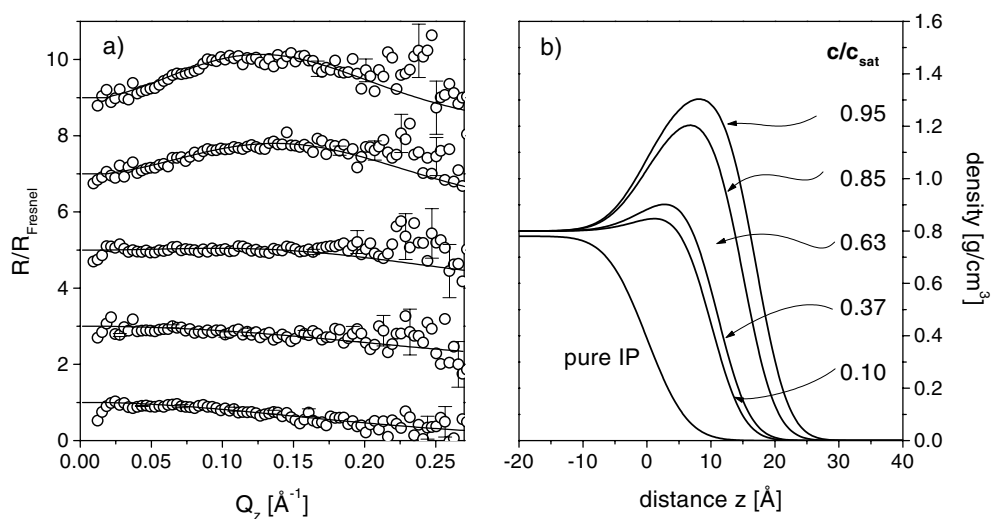 a)
10
8
6
4
2
0
R/R_Fresnel
0.00 0.05 0.10 0.15 0.20 0.25
Q_z [Å⁻¹]
b)
c/c_sat
0.95
0.85
0.63
0.37
0.10
pure IP
1.6
1.4
1.2
1.0
0.8
0.6
0.4
0.2
0.0
density [g/cm³]
-20 -10 0 10 20 30 40
distance z [Å]